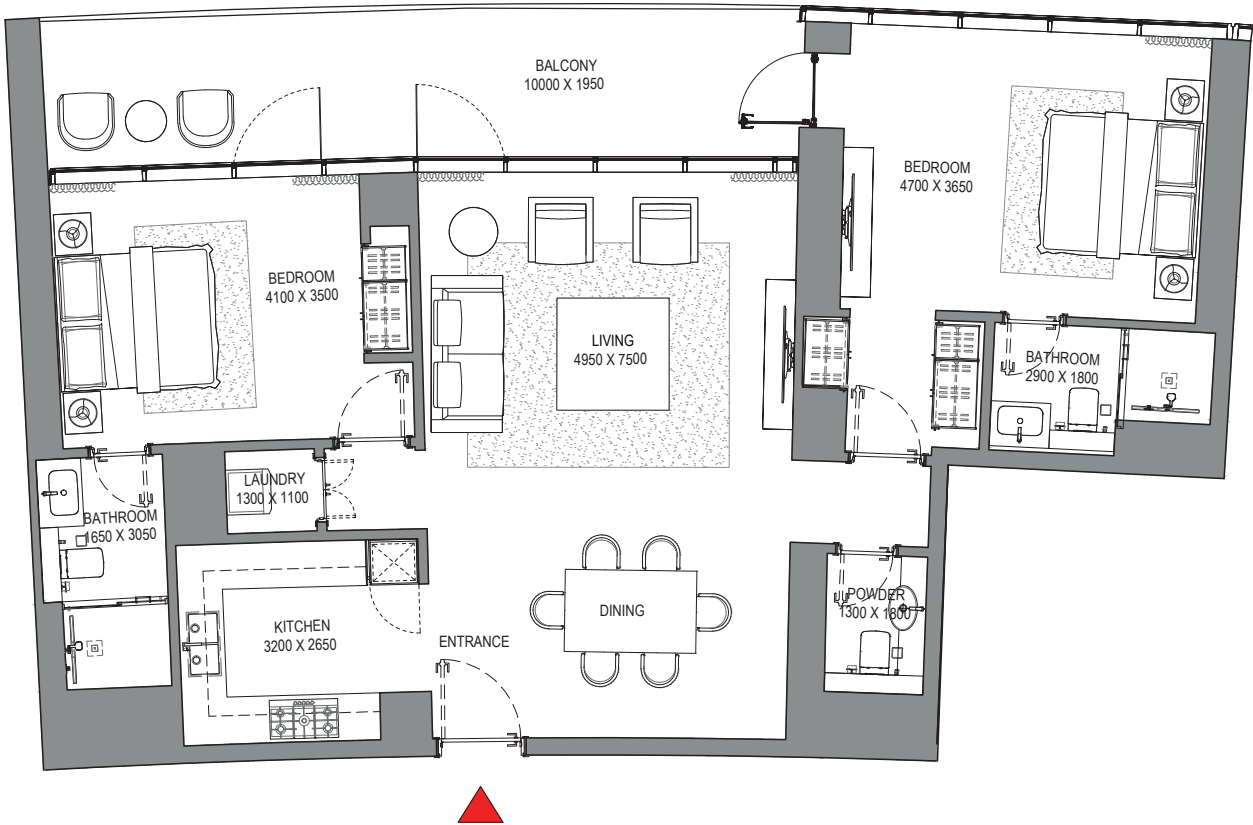 BALCONY
10000 X 1950
BEDROOM
4700 X 3650
BEDROOM
4100 X 3500
LIVING
4950 X 7500
BATHROOM
2900 X 1800
LAUNDRY
1300 X 1100
BATHROOM
1650 X 3050
KITCHEN
3200 X 2650
ENTRANCE
DINING
POWDER
1300 X 1800